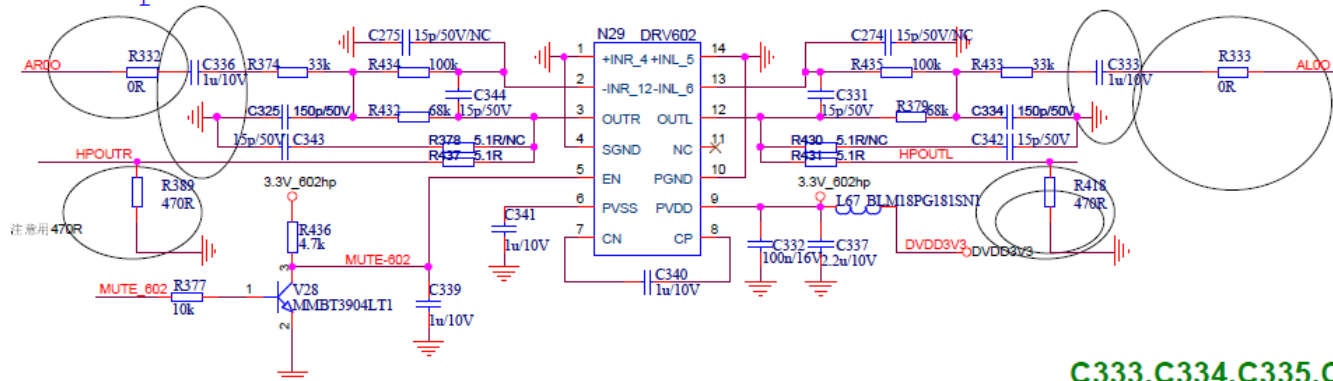 C275 15p/50V/NC
N29 DRV602
C274 15p/50V/NC
AR0O
R332
0R
C336
1u/10V
R374 33k
R434 100k
1 +INR_4 +INL_5 14
R435 100k
R433 33k
C333
1u/10V
R333
0R
AL0O
2 -INR_12 -INL_6 13
C344
15p/50V
C331
15p/50V
C325 150p/50V
R432 68k
3 OUTR OUTL 12
R379 68k
C334 150p/50V
15p/50V C343
R378 5.1R/NC
4 SGND NC 11
R430 5.1R/NC
C342 15p/50V
HPOUTR
R437 5.1R
R431 5.1R
HPOUTL
5 EN PGND 10
R389
470R
3.3V_602hp
3.3V_602hp
R418
470R
6 PVSS PVDD 9
L67 BLM18PG181SN1
注意用470R
R436
4.7k
C341
1u/10V
7 CN CP 8
C332
100n/16V
C337
2.2u/10V
DVDD3V3
DVDD3V3
MUTE-602
3
C340
1u/10V
MUTE_602 R377
10k
1
V28
MMBT3904LT1
2
C339
1u/10V
C333,C334,C335,C